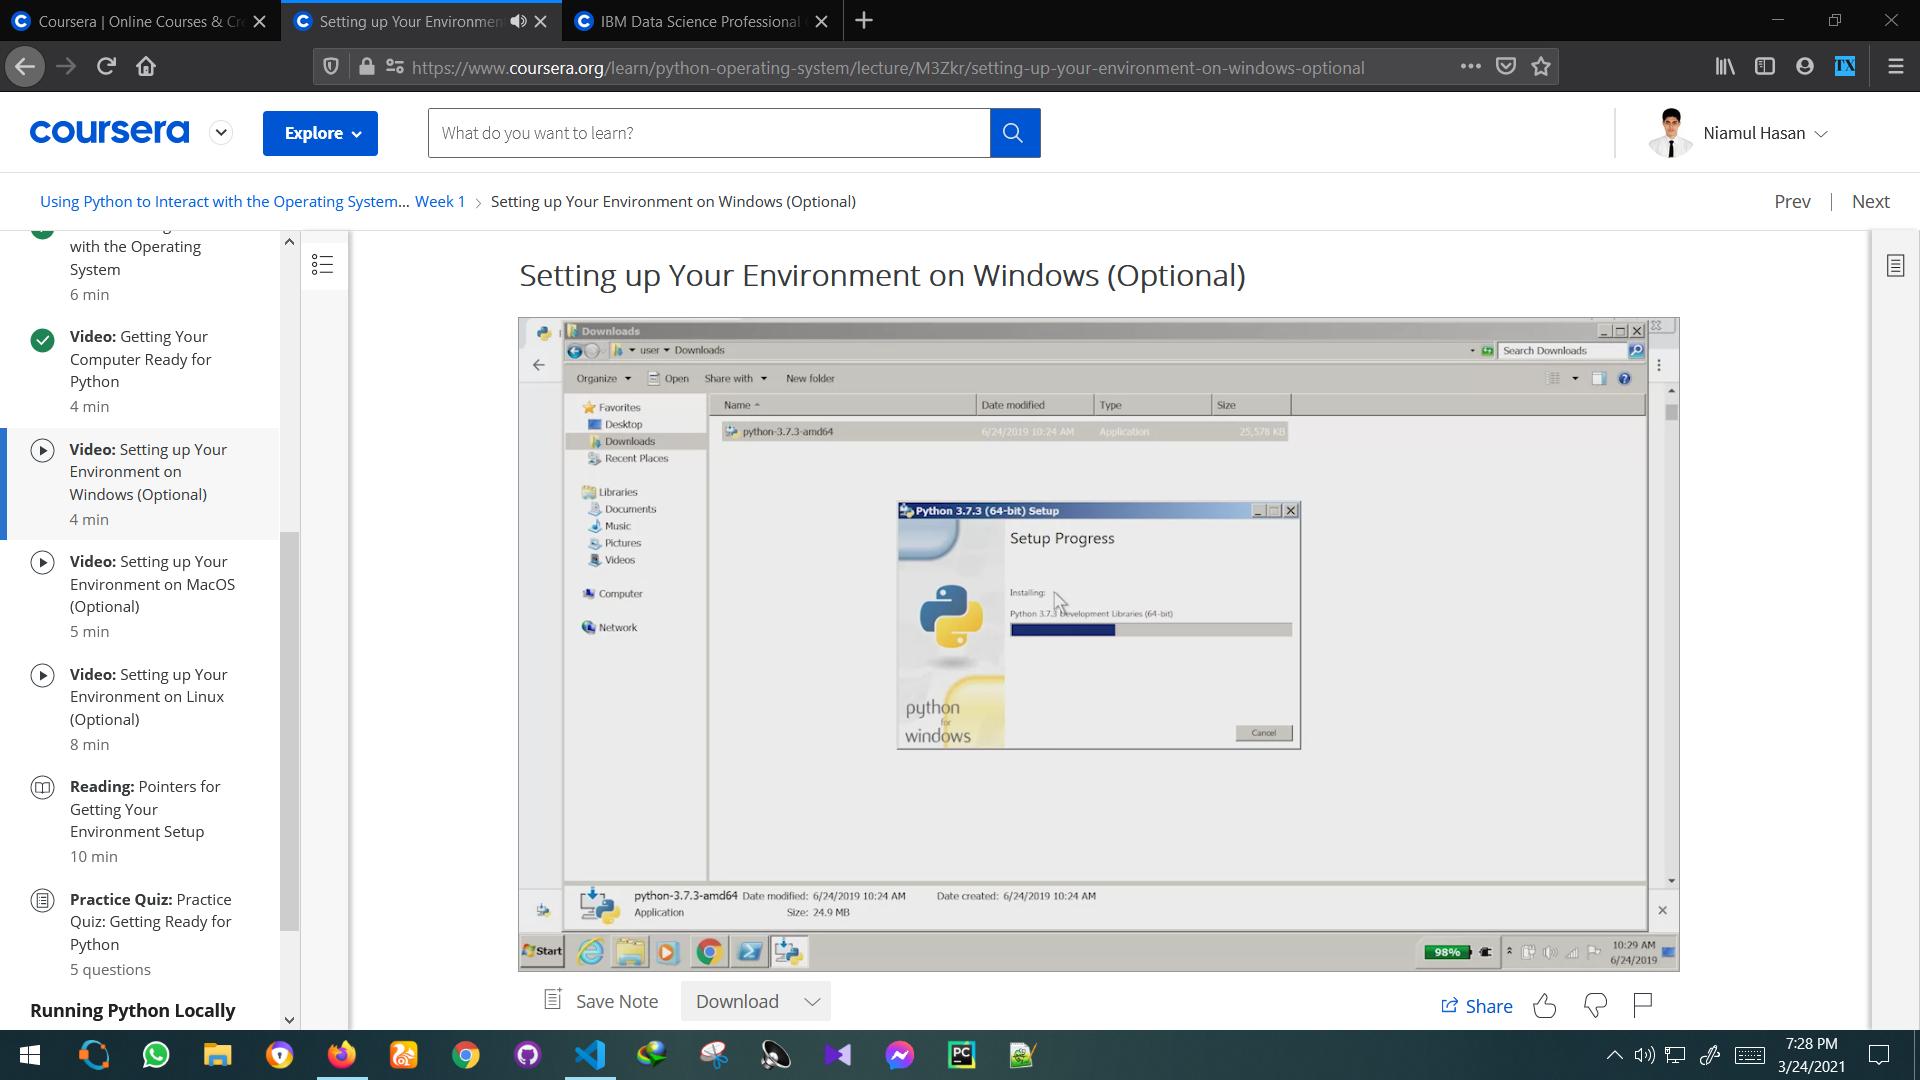 Coursera | Online Courses & Cre
Setting up Your Environmen
IBM Data Science Professional
https://www.coursera.org/learn/python-operating-system/lecture/M3Zkr/setting-up-your-environment-on-windows-optional
TX
coursera
Explore
What do you want to learn?
Niamul Hasan
Using Python to Interact with the Operating System... Week 1 > Setting up Your Environment on Windows (Optional)
Prev | Next
with the Operating
System
6 min
Video: Getting Your
Computer Ready for
Python
4 min
Video: Setting up Your
Environment on
Windows (Optional)
4 min
Video: Setting up Your
Environment on MacOS
(Optional)
5 min
Video: Setting up Your
Environment on Linux
(Optional)
8 min
Reading: Pointers for
Getting Your
Environment Setup
10 min
Practice Quiz: Practice
Quiz: Getting Ready for
Python
5 questions
Running Python Locally
Setting up Your Environment on Windows (Optional)
Downloads
user Downloads
Search Downloads
Organize Open Share with New folder
Favorites
Desktop
Downloads
Recent Places
Libraries
Documents
Music
Pictures
Videos
Computer
Network
Name Date modified Type Size
python-3.7.3-amd64 6/24/2019 10:24 AM Application 25,578 KB
Python 3.7.3 (64-bit) Setup
Setup Progress
Installing:
Python 3.7.3 Development Libraries (64-bit)
python
for
windows
Cancel
python-3.7.3-amd64 Date modified: 6/24/2019 10:24 AM Date created: 6/24/2019 10:24 AM
Application Size: 24.9 MB
Start
98%
10:29 AM
6/24/2019
Save Note
Download
Share
PC
7:28 PM
3/24/2021